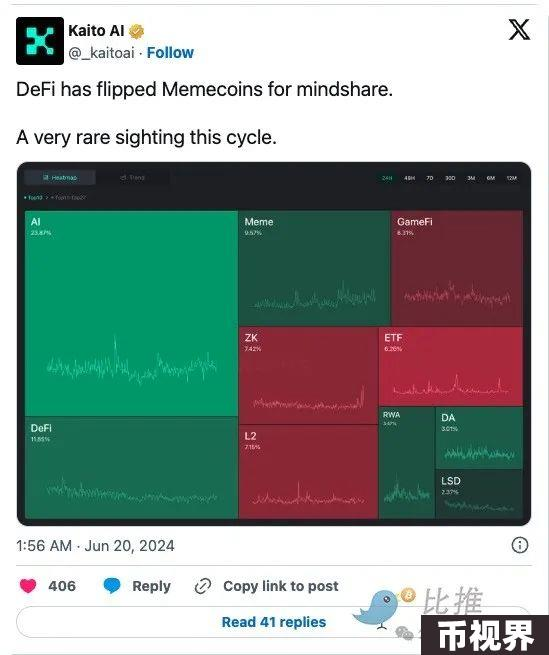 Kaito AI
@_kaitoai · Follow
DeFi has flipped Memecoins for mindshare.
A very rare sighting this cycle.
Heatmap
Trend
24H 48H 7D 30D 3M 6M 12M
AI
23.87%
Meme
9.57%
GameFi
8.31%
ZK
7.42%
ETF
6.26%
DeFi
11.85%
L2
7.15%
RWA
DA
3.01%
LSD
2.37%
1:56 AM · Jun 20, 2024
406 Reply Copy link to post
Read 41 replies
比推
币视界